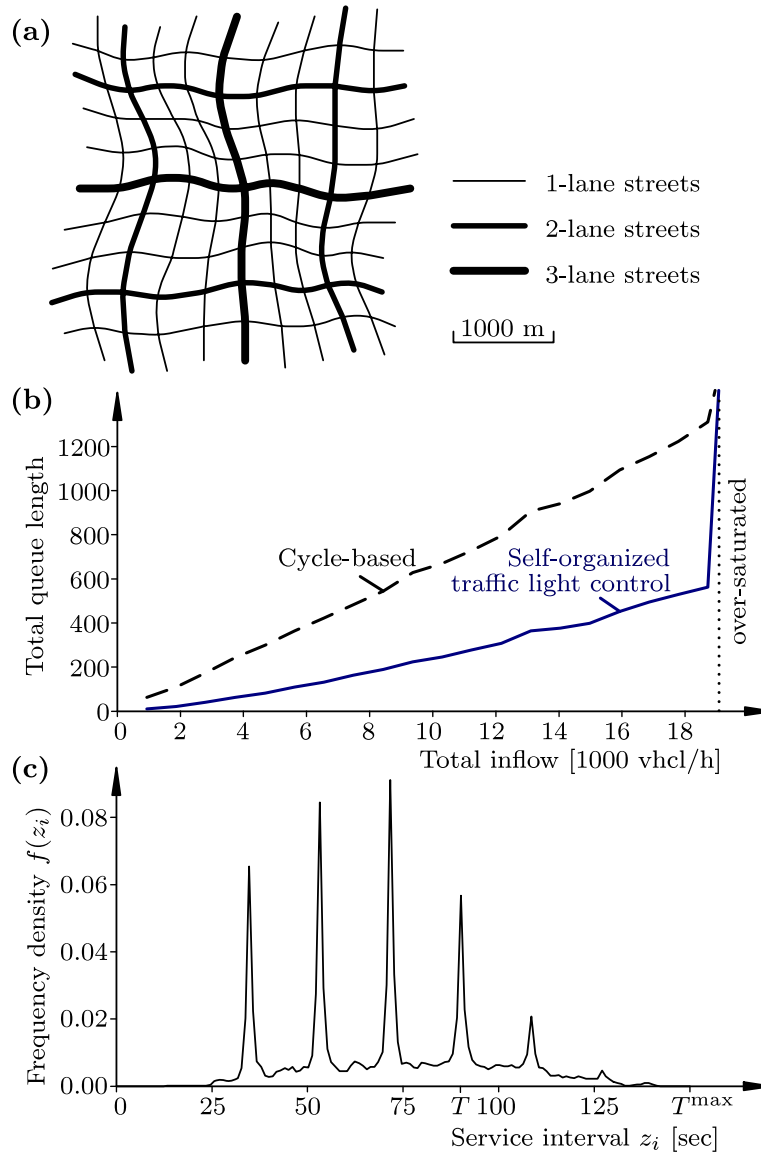 (a)
1-lane streets
2-lane streets
3-lane streets
1000 m
(b)
Total queue length
1200
1000
800
600
400
200
0
Cycle-based
Self-organized
traffic light control
over-saturated
0 2 4 6 8 10 12 14 16 18
Total inflow [1000 vhcl/h]
(c)
Frequency density f(z_i)
0.08
0.06
0.04
0.02
0.00
0 25 50 75 T 100 125 T^max
Service interval z_i [sec]